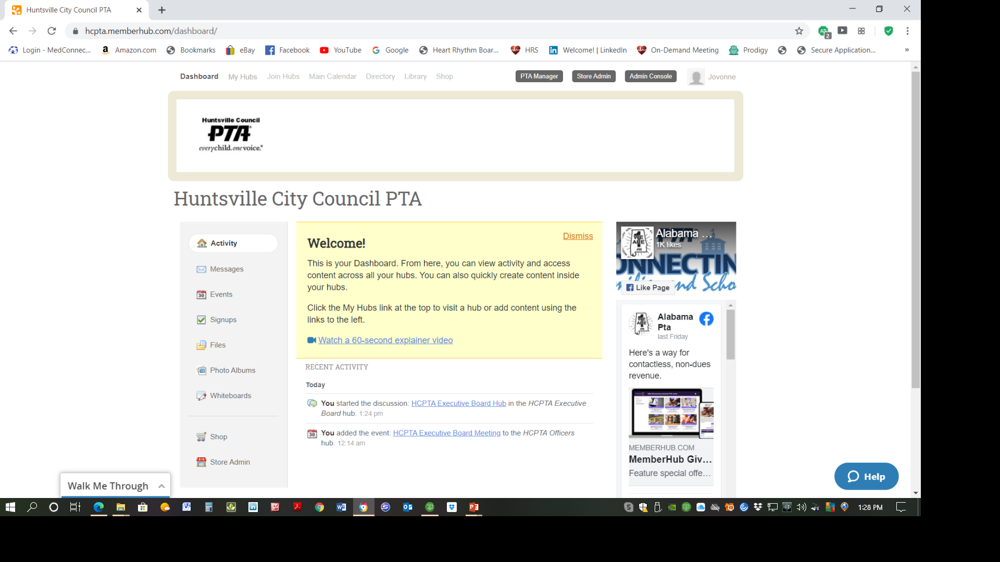 Huntsville City Council PTA
hcpta.memberhub.com/dashboard/
2
Login - MedConnec... Amazon.com Bookmarks eBay Facebook YouTube Google Heart Rhythm Boar... HRS Welcome! | LinkedIn On-Demand Meeting Prodigy Secure Application... »
Dashboard My Hubs Join Hubs Main Calendar Directory Library Shop PTA Manager Store Admin Admin Console Jovonne
Huntsville Council
PTA
everychild.onevoice.®
Huntsville City Council PTA
Activity
Messages
Events
Signups
Files
Photo Albums
Whiteboards
Shop
Store Admin
Walk Me Through
Dismiss
Welcome!
This is your Dashboard. From here, you can view activity and access
content across all your hubs. You can also quickly create content inside
your hubs.
Click the My Hubs link at the top to visit a hub or add content using the
links to the left.
Watch a 60-second explainer video
RECENT ACTIVITY
Today
You started the discussion: HCPTA Executive Board Hub in the HCPTA Executive
Board hub. 1:24 pm
You added the event: HCPTA Executive Board Meeting to the HCPTA Officers
hub. 12:14 am
Alabama ...
1K likes
Like Page
Alabama
Pta
last Friday
Here's a way for
contactless, non-dues
revenue.
MEMBERHUB.COM
MemberHub Giv...
Feature special offe...
Help
1:28 PM